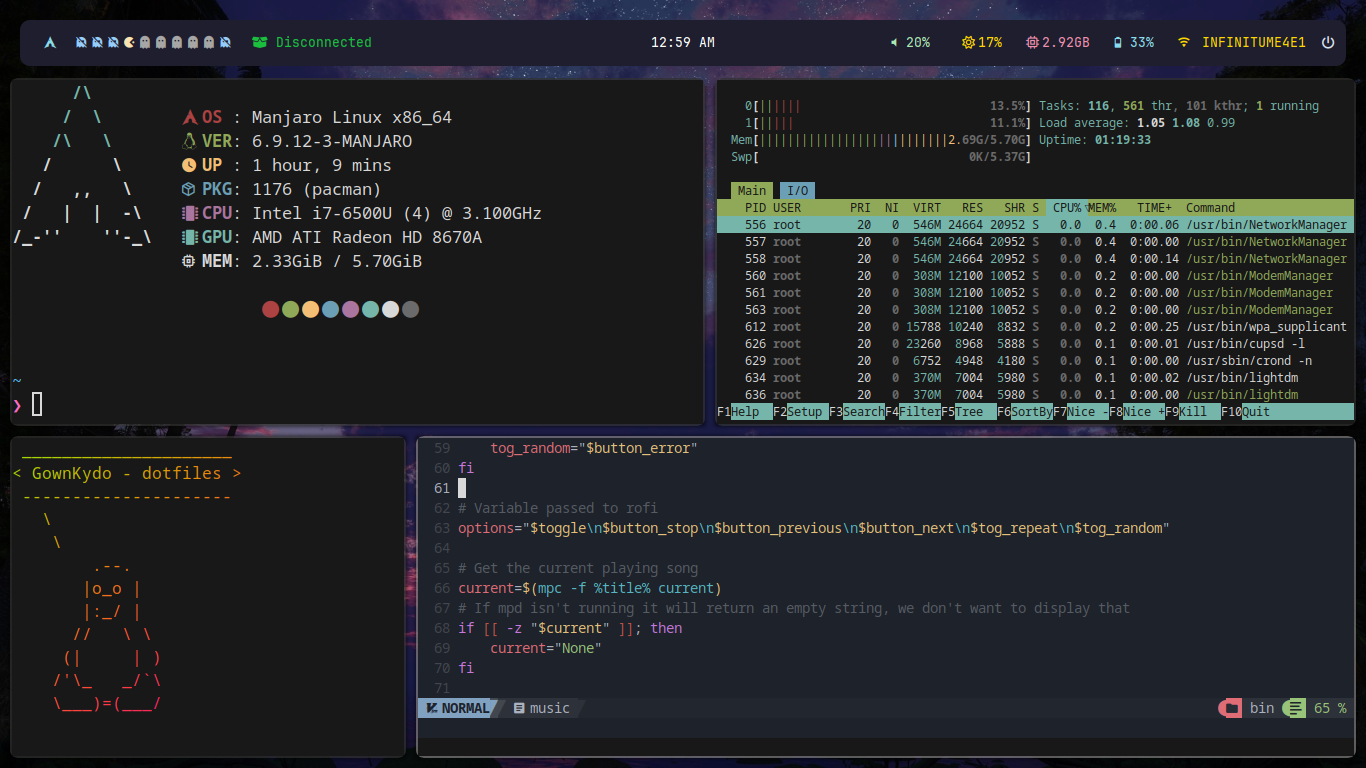 Disconnected
12:59 AM
20%
17%
2.92GB
33%
INFINITUME4E1
/\
/  \
/\   \
/      \
/   ,,   \
/   |  |  -\
/_-''    ''-_\
OS : Manjaro Linux x86_64
VER: 6.9.12-3-MANJARO
UP : 1 hour, 9 mins
PKG: 1176 (pacman)
CPU: Intel i7-6500U (4) @ 3.100GHz
GPU: AMD ATI Radeon HD 8670A
MEM: 2.33GiB / 5.70GiB
~
❯
0[|||||| 13.5%] Tasks: 116, 561 thr, 101 kthr; 1 running
1[||||| 11.1%] Load average: 1.05 1.08 0.99
Mem[|||||||||||||||||||||||||||2.69G/5.70G] Uptime: 01:19:33
Swp[ 0K/5.37G]
Main I/O
PID USER PRI NI VIRT RES SHR S CPU%▽MEM% TIME+ Command
556 root 20 0 546M 24664 20952 S 0.0 0.4 0:00.06 /usr/bin/NetworkManager
557 root 20 0 546M 24664 20952 S 0.0 0.4 0:00.00 /usr/bin/NetworkManager
558 root 20 0 546M 24664 20952 S 0.0 0.4 0:00.14 /usr/bin/NetworkManager
560 root 20 0 308M 12100 10052 S 0.0 0.2 0:00.00 /usr/bin/ModemManager
561 root 20 0 308M 12100 10052 S 0.0 0.2 0:00.00 /usr/bin/ModemManager
563 root 20 0 308M 12100 10052 S 0.0 0.2 0:00.00 /usr/bin/ModemManager
612 root 20 0 15788 10240 8832 S 0.0 0.2 0:00.25 /usr/bin/wpa_supplicant
626 root 20 0 23260 8968 5888 S 0.0 0.1 0:00.01 /usr/bin/cupsd -l
629 root 20 0 6752 4948 4180 S 0.0 0.1 0:00.00 /usr/sbin/crond -n
634 root 20 0 370M 7004 5980 S 0.0 0.1 0:00.02 /usr/bin/lightdm
636 root 20 0 370M 7004 5980 S 0.0 0.1 0:00.00 /usr/bin/lightdm
F1Help F2Setup F3SearchF4FilterF5Tree F6SortByF7Nice -F8Nice +F9Kill F10Quit
_____________________
< GownKydo - dotfiles >
---------------------
\
\
.--.
|o_o |
|:_/ |
//   \ \
(|     | )
/'\_   _/`\
\___)=(___/
59 tog_random="$button_error"
60 fi
61
62 # Variable passed to rofi
63 options="$toggle\n$button_stop\n$button_previous\n$button_next\n$tog_repeat\n$tog_random"
64
65 # Get the current playing song
66 current=$(mpc -f %title% current)
67 # If mpd isn't running it will return an empty string, we don't want to display that
68 if [[ -z "$current" ]]; then
69 current="None"
70 fi
71
NORMAL music bin 65 %